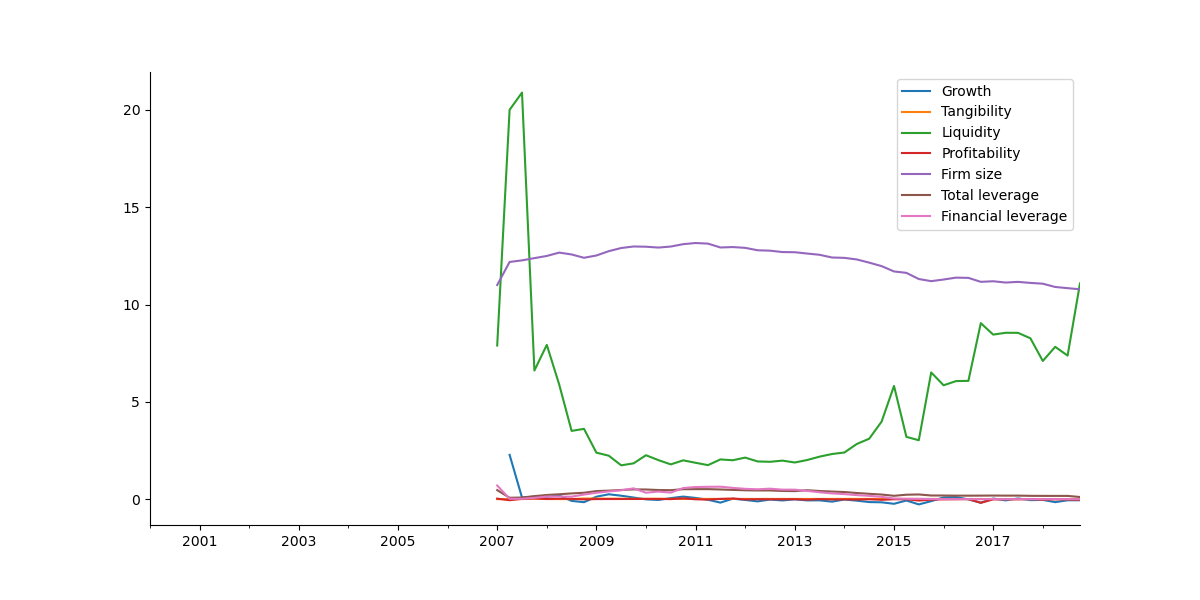 20
15
10
5
0
2001 2003 2005 2007 2009 2011 2013 2015 2017
Growth
Tangibility
Liquidity
Profitability
Firm size
Total leverage
Financial leverage